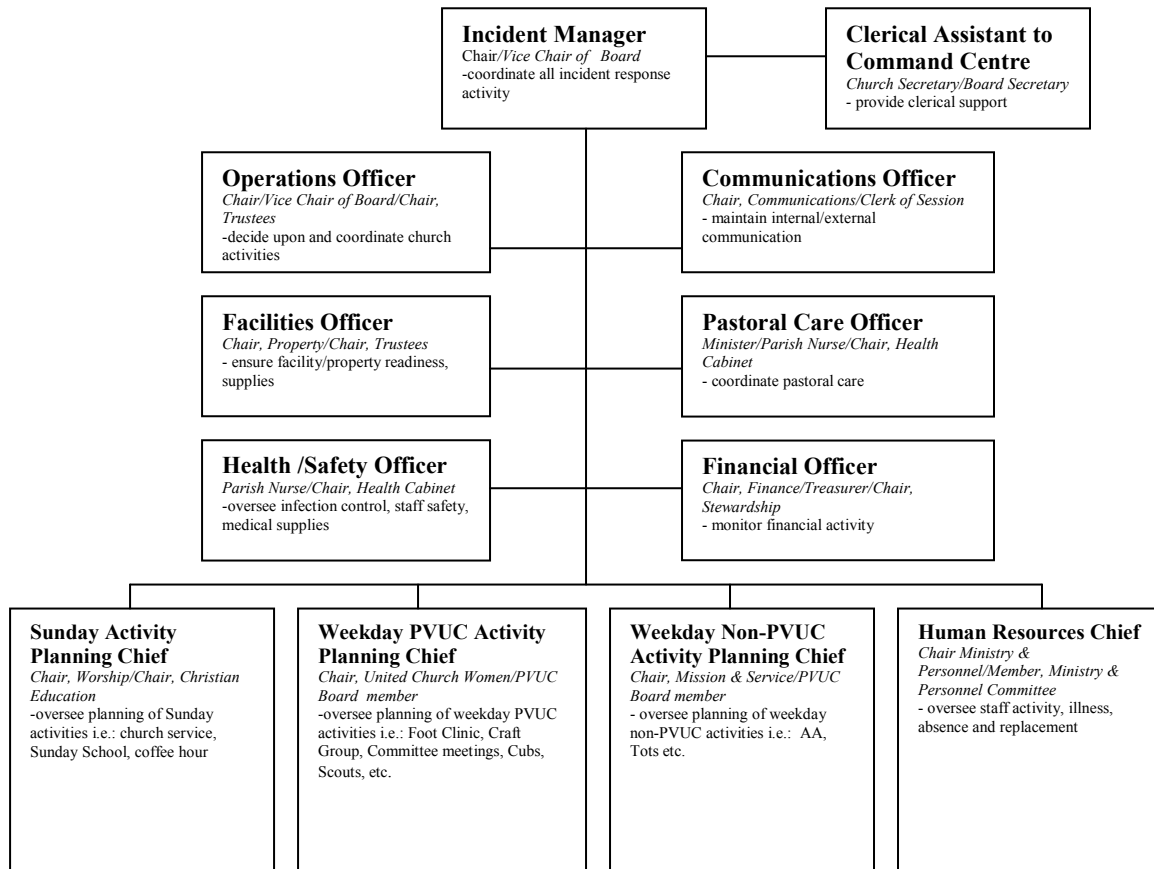 Incident Manager
Chair/Vice Chair of Board
-coordinate all incident response
activity
Clerical Assistant to
Command Centre
Church Secretary/Board Secretary
- provide clerical support
Operations Officer
Chair/Vice Chair of Board/Chair,
Trustees
-decide upon and coordinate church
activities
Communications Officer
Chair, Communications/Clerk of Session
- maintain internal/external
communication
Facilities Officer
Chair, Property/Chair, Trustees
- ensure facility/property readiness,
supplies
Pastoral Care Officer
Minister/Parish Nurse/Chair, Health
Cabinet
- coordinate pastoral care
Health /Safety Officer
Parish Nurse/Chair, Health Cabinet
-oversee infection control, staff safety,
medical supplies
Financial Officer
Chair, Finance/Treasurer/Chair,
Stewardship
- monitor financial activity
Sunday Activity
Planning Chief
Chair, Worship/Chair, Christian
Education
-oversee planning of Sunday
activities i.e.: church service,
Sunday School, coffee hour
Weekday PVUC Activity
Planning Chief
Chair, United Church Women/PVUC
Board member
-oversee planning of weekday PVUC
activities i.e.: Foot Clinic, Craft
Group, Committee meetings, Cubs,
Scouts, etc.
Weekday Non-PVUC
Activity Planning Chief
Chair, Mission & Service/PVUC
Board member
- oversee planning of weekday
non-PVUC activities i.e.: AA,
Tots etc.
Human Resources Chief
Chair Ministry &
Personnel/Member, Ministry &
Personnel Committee
- oversee staff activity, illness,
absence and replacement